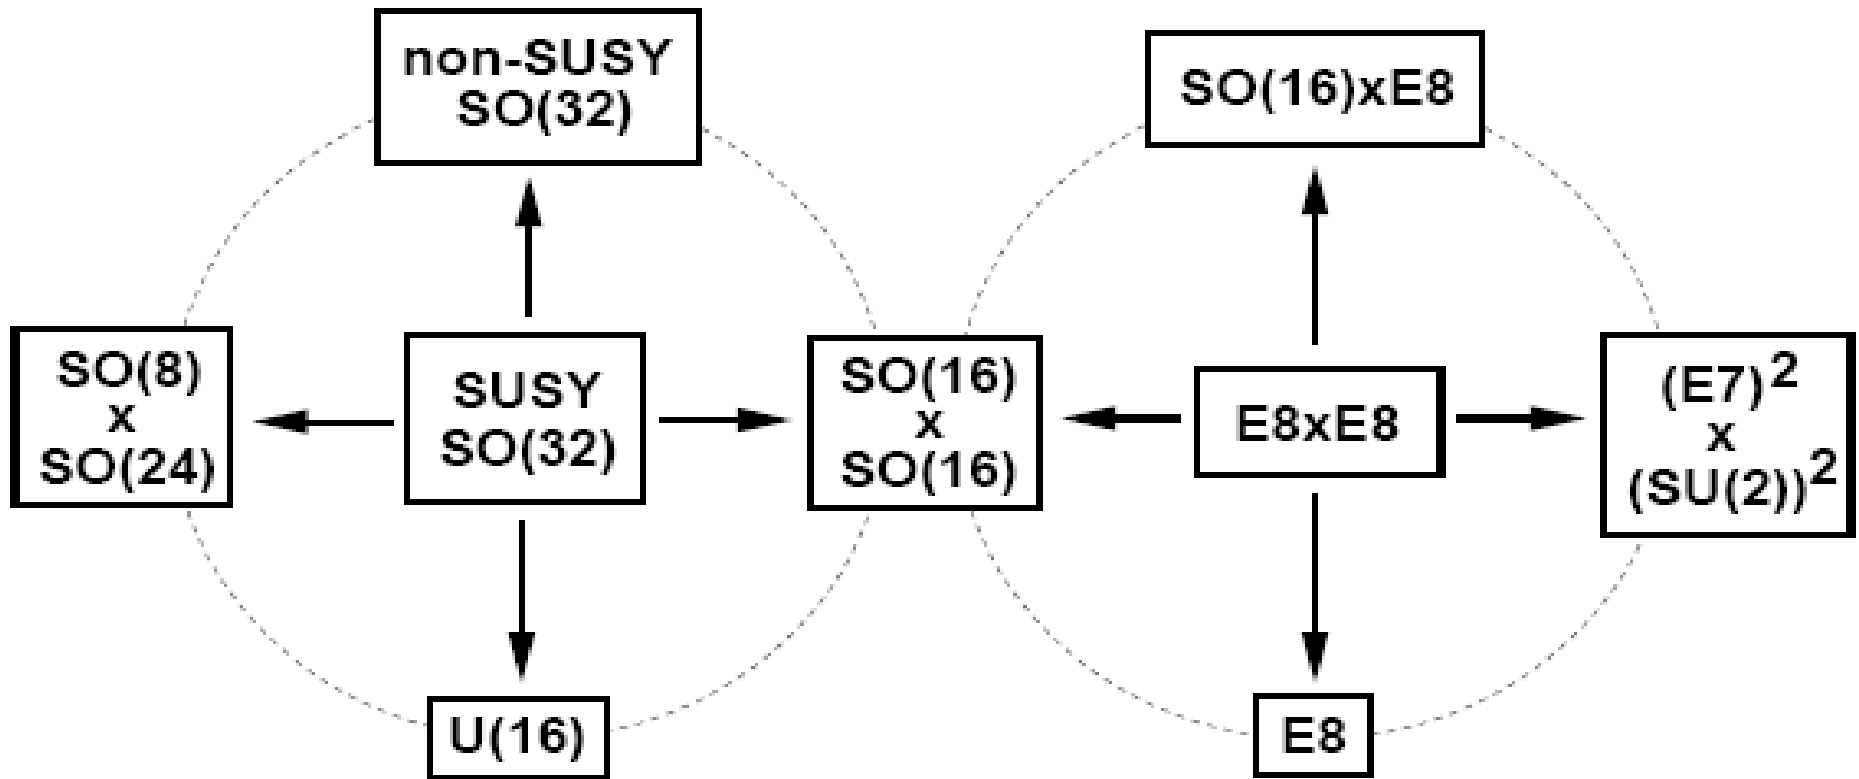 non-SUSY
SO(32)
SO(16)xE8
SO(8)
x
SO(24)
SUSY
SO(32)
SO(16)
x
SO(16)
E8xE8
(E7)²
x
(SU(2))²
U(16)
E8